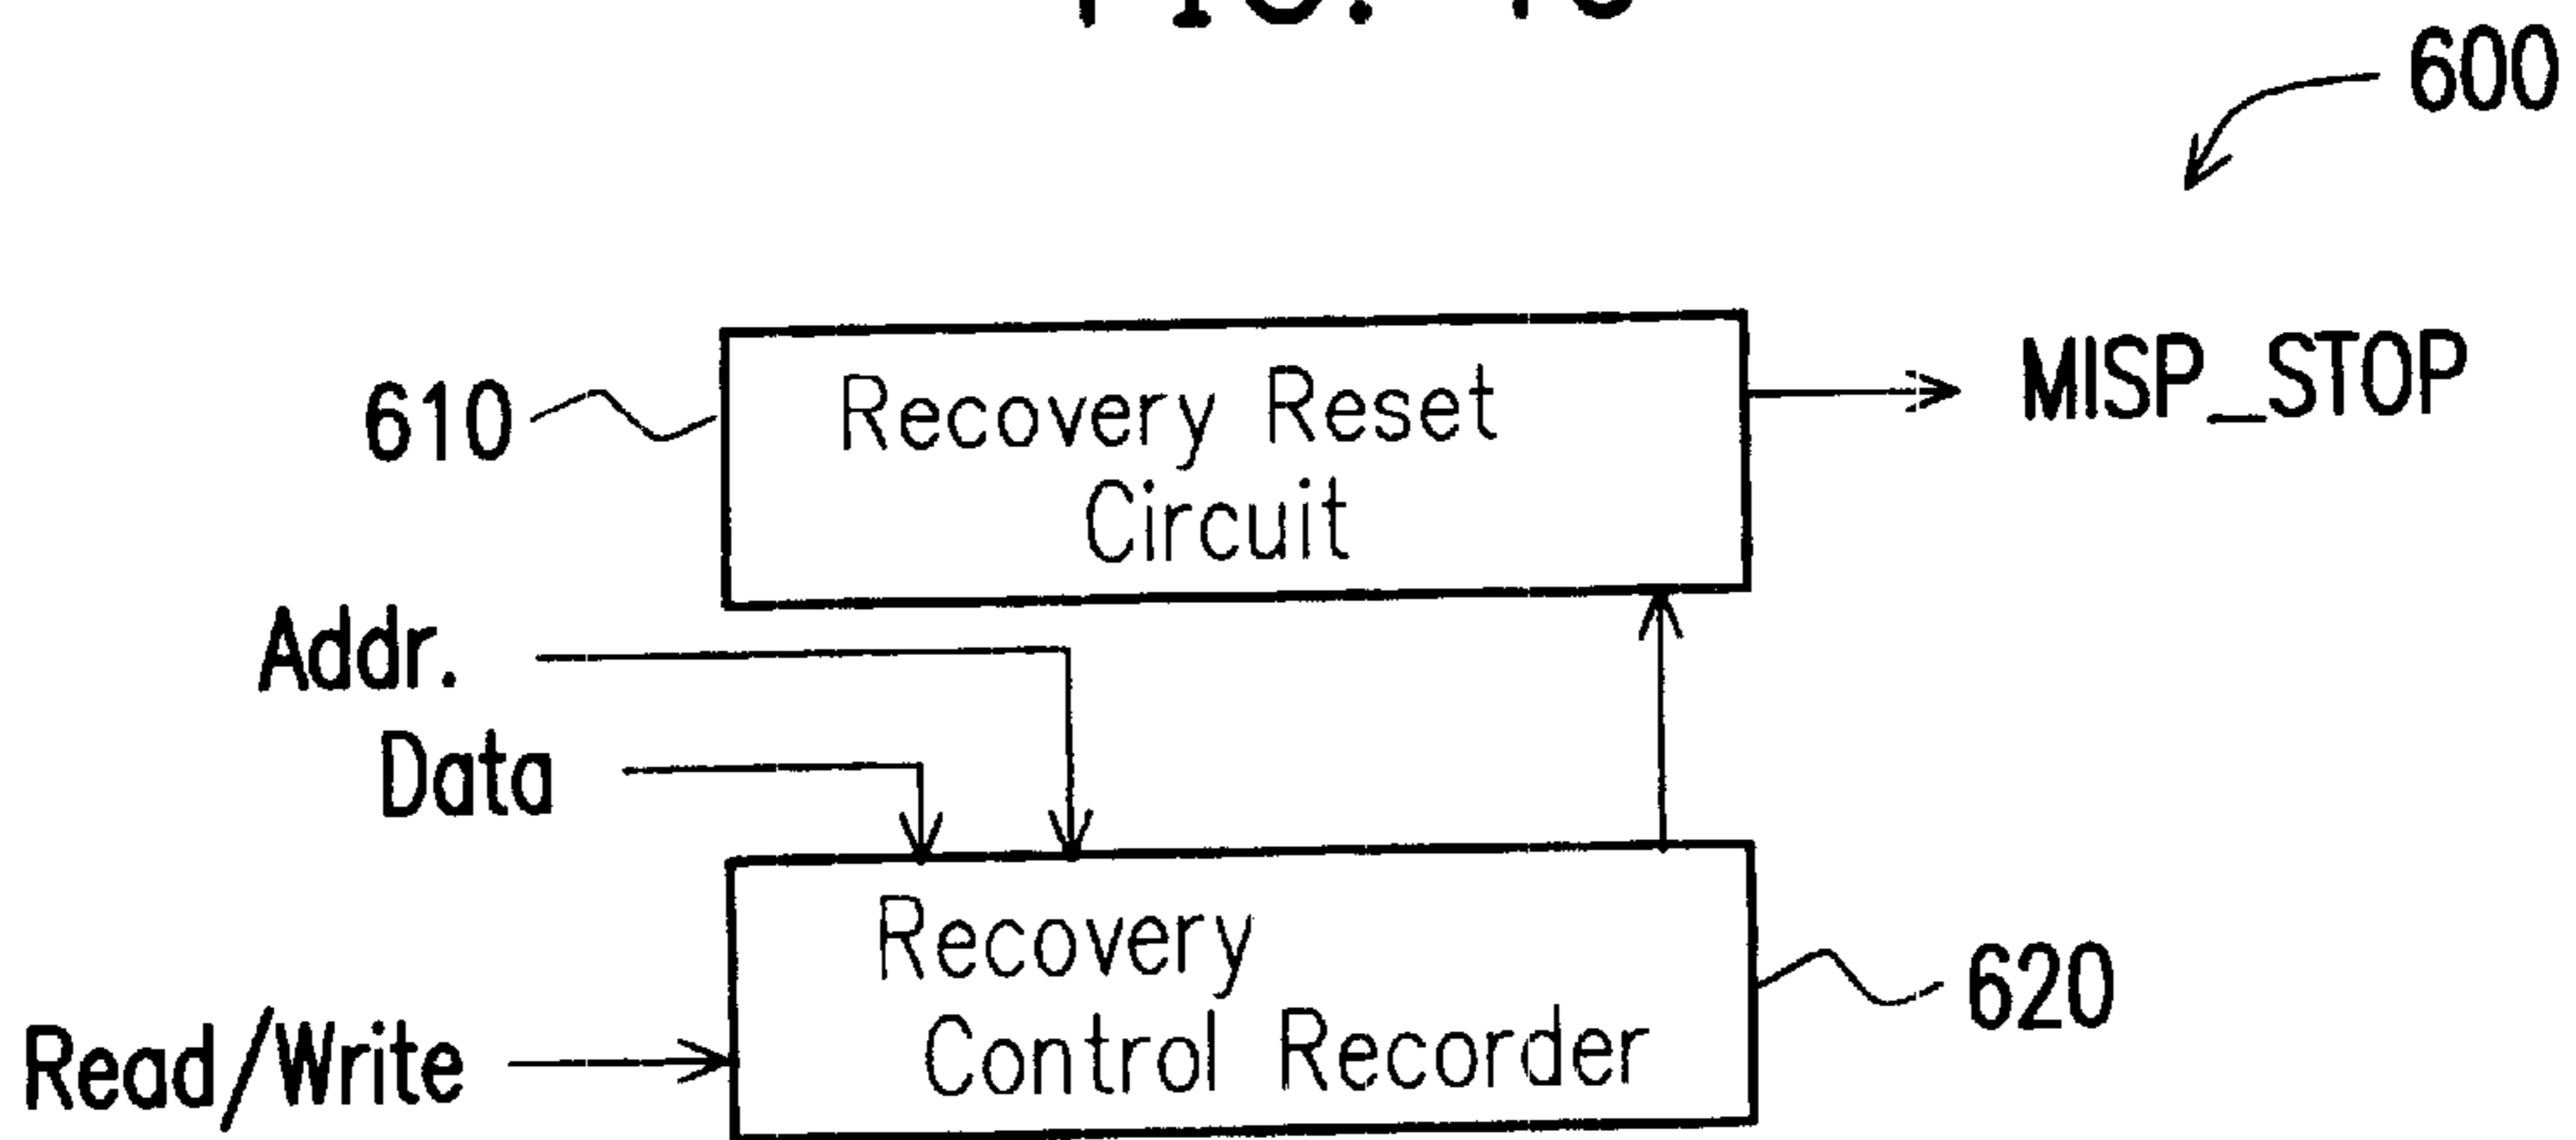 600
MISP_STOP
610
Recovery Reset
Circuit
Addr.
Data
Recovery
Control Recorder
620
Read/Write